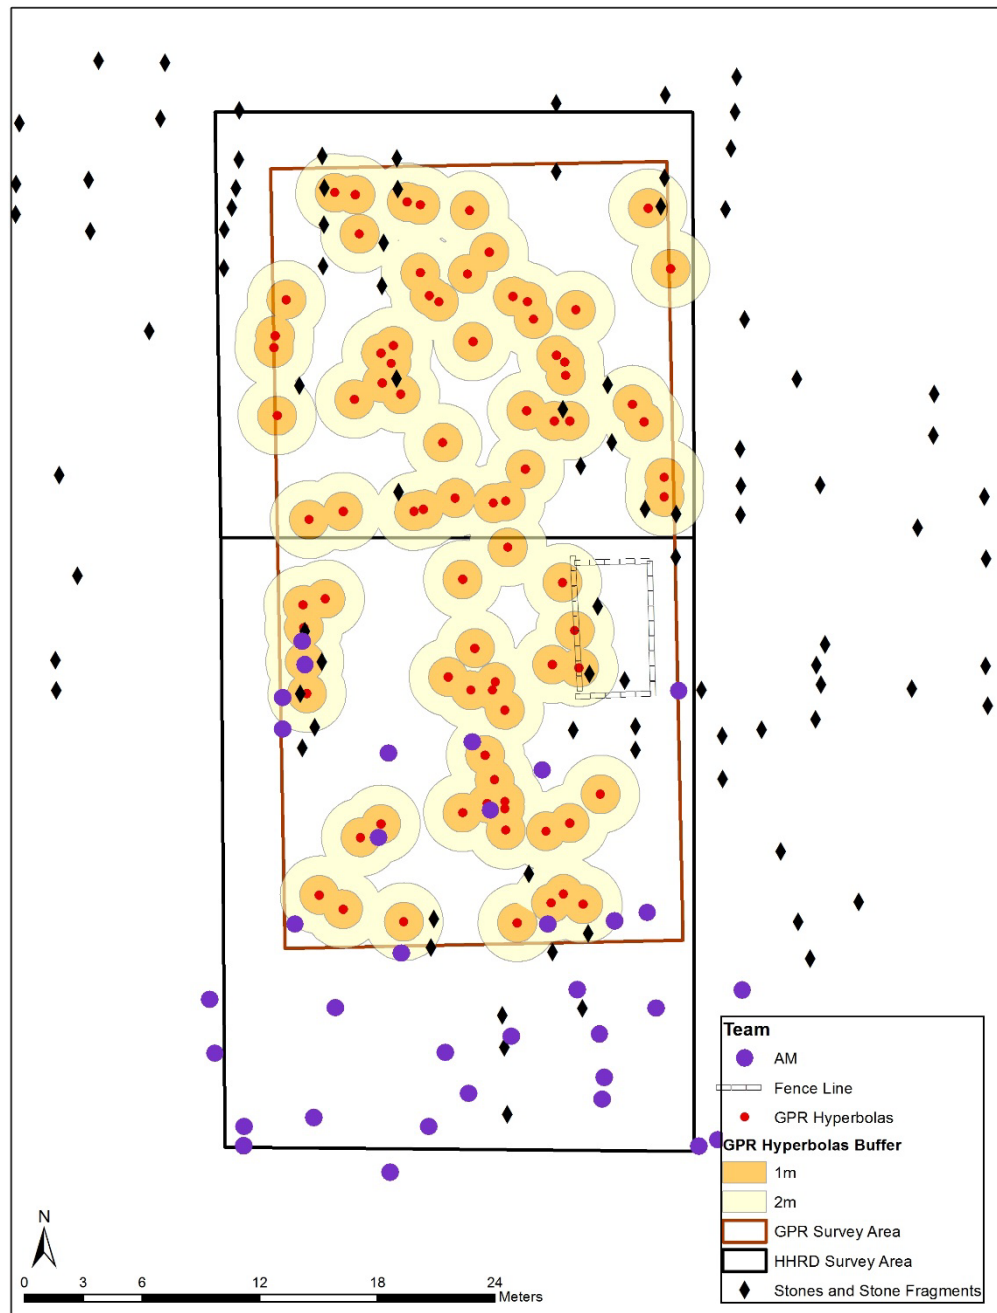 Team
AM
Fence Line
GPR Hyperbolas
GPR Hyperbolas Buffer
1m
2m
GPR Survey Area
HHRD Survey Area
Stones and Stone Fragments
N
0 3 6 12 18 24
Meters